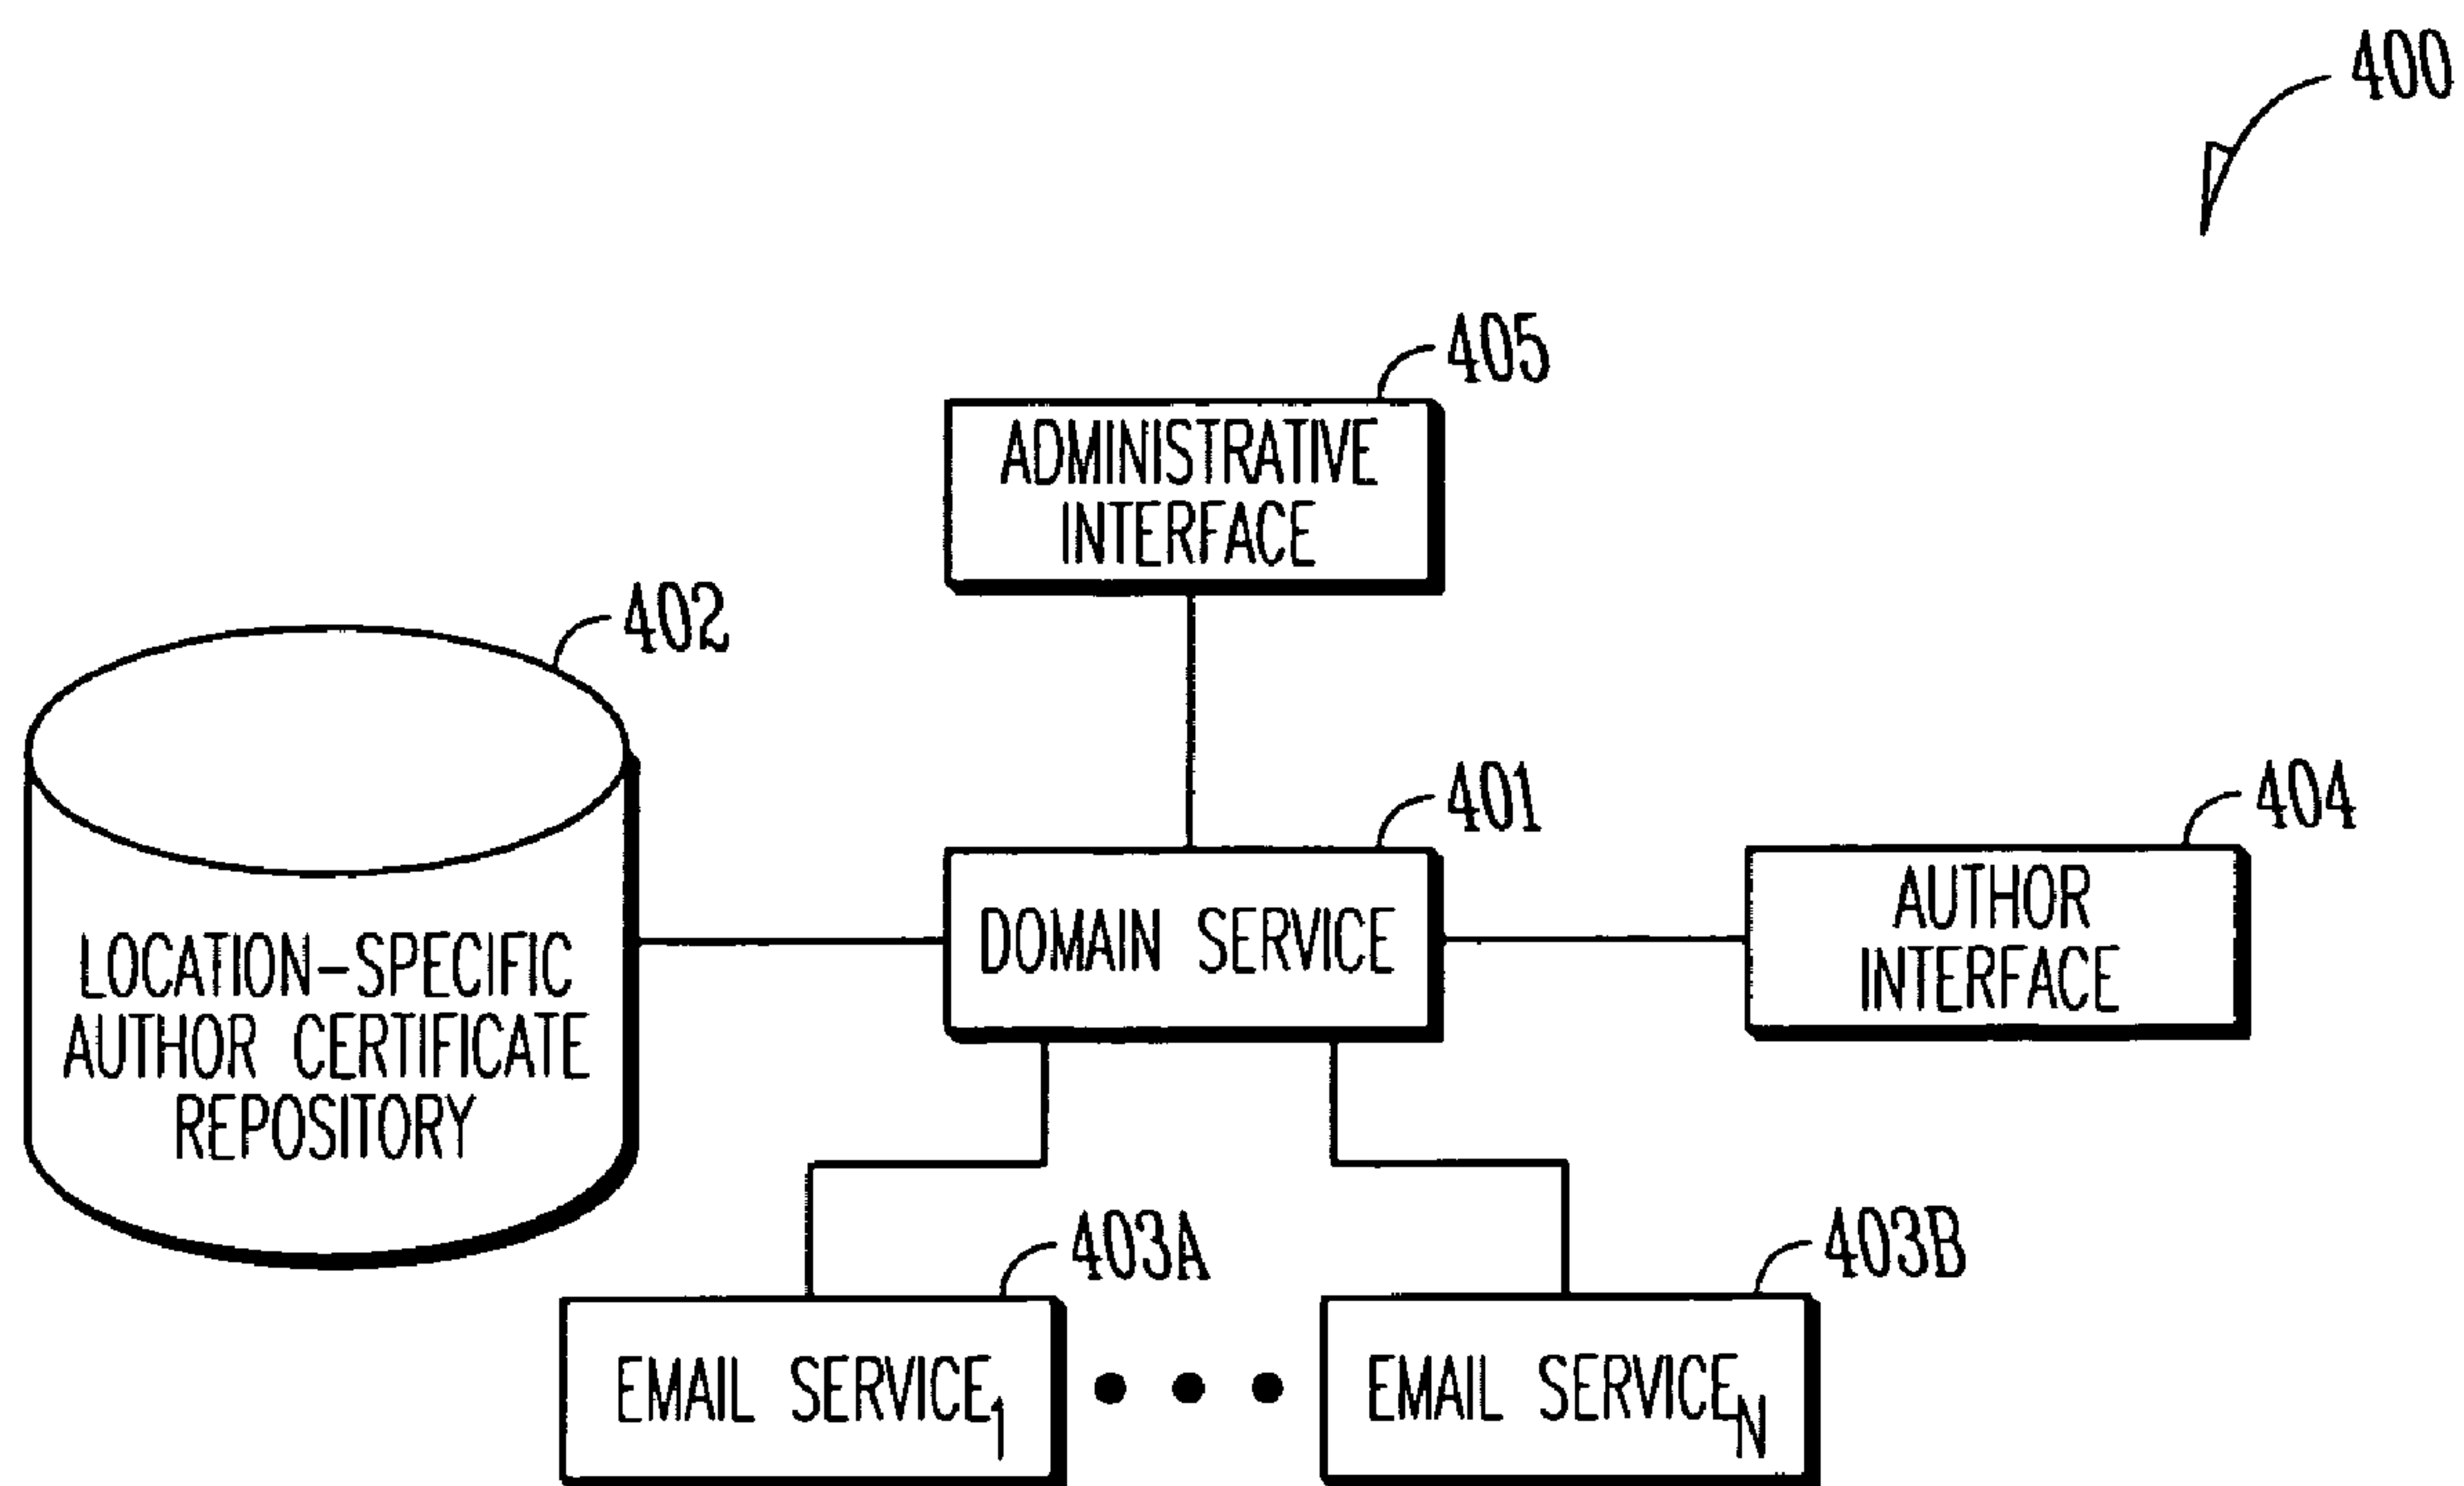 400
405
ADMINISTRATIVE
INTERFACE
402
LOCATION-SPECIFIC
AUTHOR CERTIFICATE
REPOSITORY
401
DOMAIN SERVICE
404
AUTHOR
INTERFACE
403A
EMAIL SERVICE1
403B
EMAIL SERVICEN